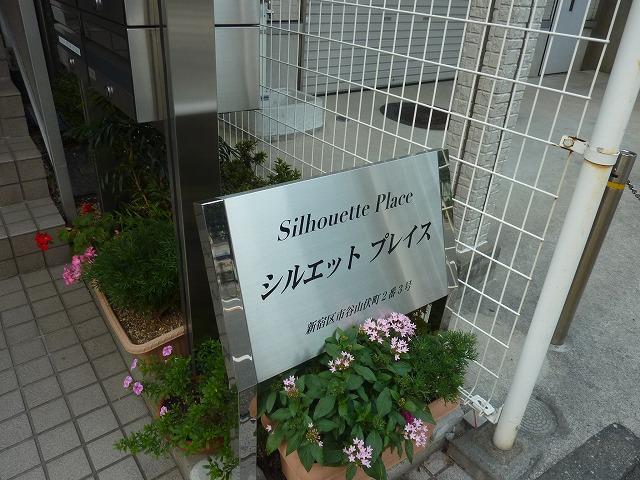 Silhouette Place
シルエット プレイス
新宿区市谷山伏町2番3号